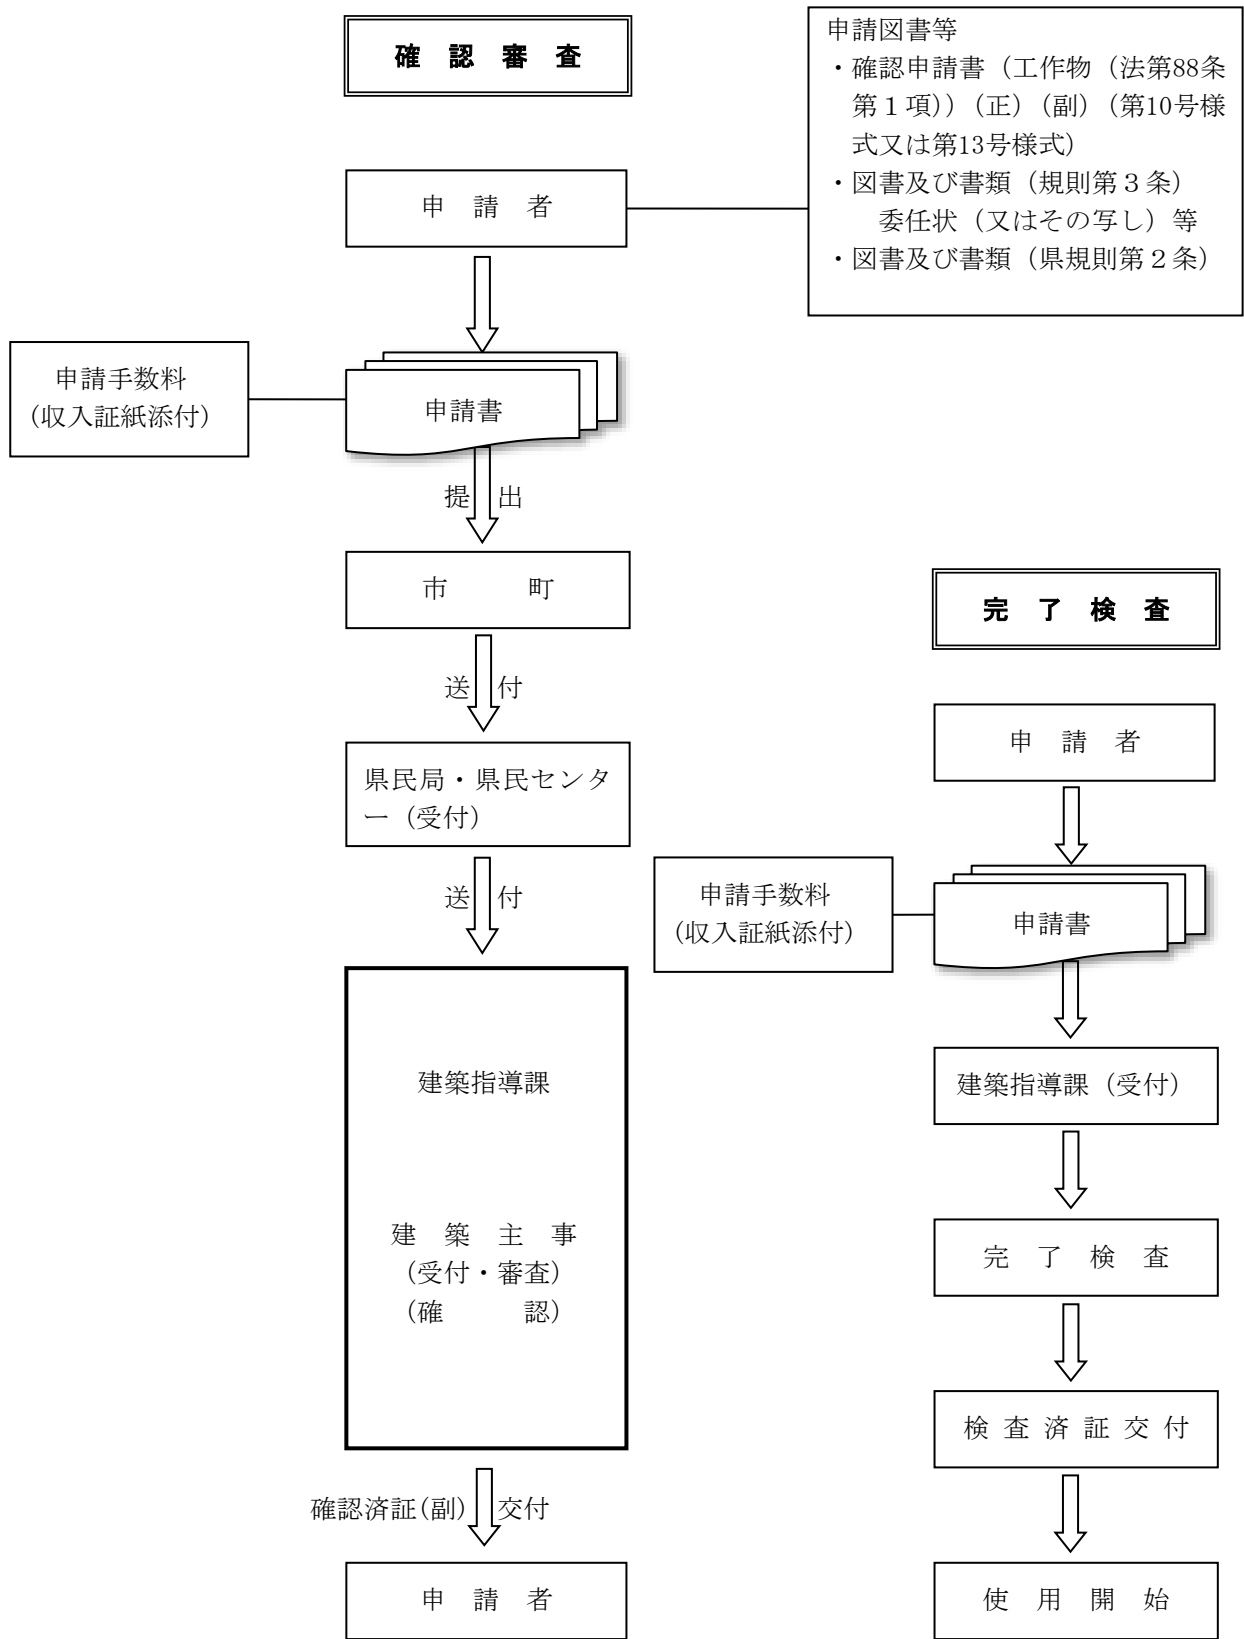 確認審査
申請図書等
・確認申請書（工作物（法第88条
第１項））（正）（副）（第10号様
式又は第13号様式）
・図書及び書類（規則第３条）
委任状（又はその写し）等
・図書及び書類（県規則第２条）
申請者
申請手数料
（収入証紙添付）
申請書
提出
市町
送付
県民局・県民センタ
ー（受付）
送付
建築指導課
建築主事
（受付・審査）
（確認）
確認済証(副)交付
申請者
完了検査
申請者
申請手数料
（収入証紙添付）
申請書
建築指導課（受付）
完了検査
検査済証交付
使用開始